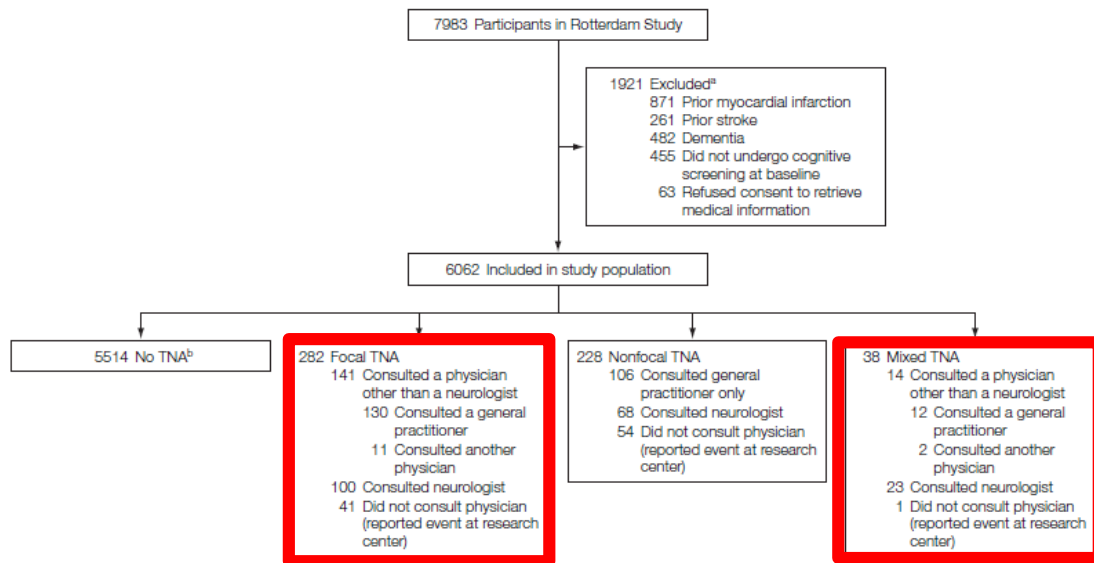 7983 Participants in Rotterdam Study
1921 Excludedᵃ
871 Prior myocardial infarction
261 Prior stroke
482 Dementia
455 Did not undergo cognitive
screening at baseline
63 Refused consent to retrieve
medical information
6062 Included in study population
5514 No TNAᵇ
282 Focal TNA
141 Consulted a physician
other than a neurologist
130 Consulted a general
practitioner
11 Consulted another
physician
100 Consulted neurologist
41 Did not consult physician
(reported event at research
center)
228 Nonfocal TNA
106 Consulted general
practitioner only
68 Consulted neurologist
54 Did not consult physician
(reported event at research
center)
38 Mixed TNA
14 Consulted a physician
other than a neurologist
12 Consulted a general
practitioner
2 Consulted another
physician
23 Consulted neurologist
1 Did not consult physician
(reported event at research
center)